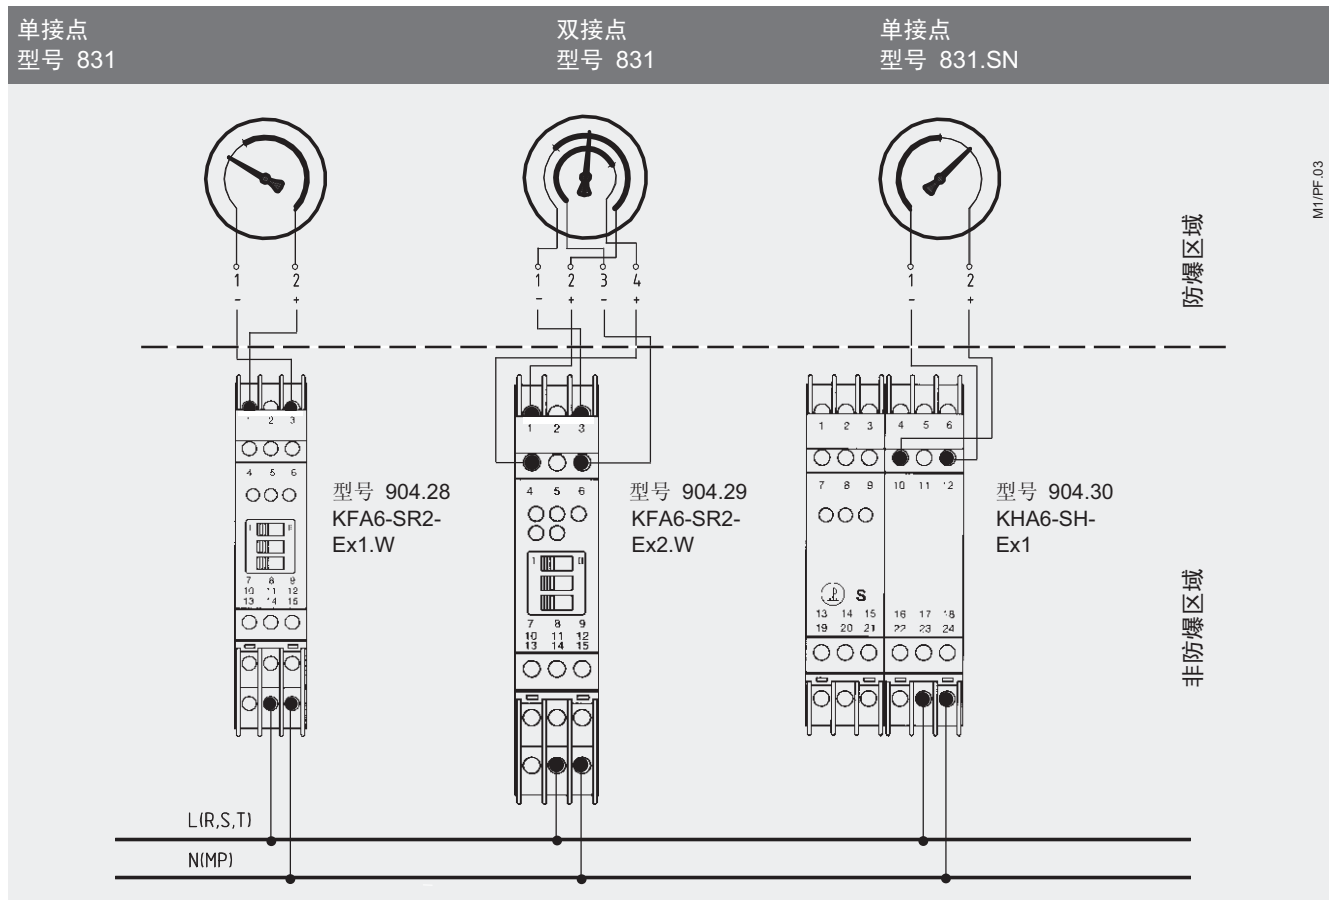 单接点
型号 831
双接点
型号 831
单接点
型号 831.SN
M1/PF.03
防爆区域
1 2
- +
1 2 3 4
- + - +
1 2
- +
1 2 3
4 5 6
I II
7 8 9
10 11 12
13 14 15
型号 904.28
KFA6-SR2-
Ex1.W
1 2 3
4 5 6
I II
7 8 9
10 11 12
13 14 15
型号 904.29
KFA6-SR2-
Ex2.W
1 2 3 4 5 6
7 8 9 10 11 12
S
13 14 15 16 17 18
19 20 21 22 23 24
型号 904.30
KHA6-SH-
Ex1
非防爆区域
L(R,S,T)
N(MP)